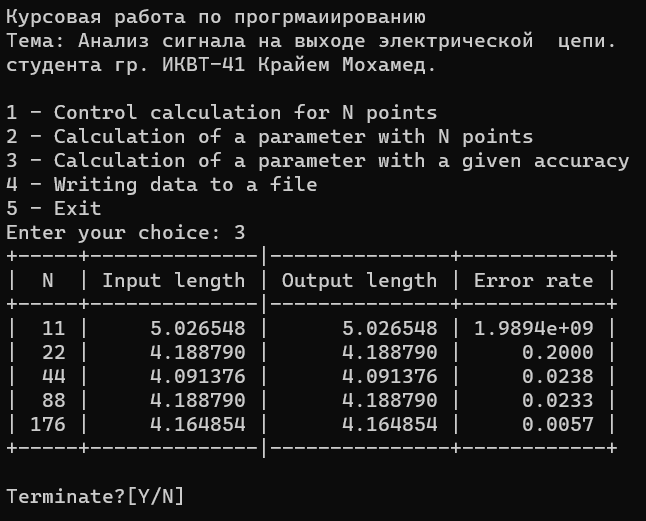 Курсовая работа по прогрмаиированию
Тема: Анализ сигнала на выходе электрической  цепи.
студента гр. ИКВТ-41 Крайем Мохамед.

1 - Control calculation for N points
2 - Calculation of a parameter with N points
3 - Calculation of a parameter with a given accuracy
4 - Writing data to a file
5 - Exit
Enter your choice: 3
+-----+--------------|---------------+------------+
|  N  | Input length | Output length | Error rate |
+-----+--------------|---------------+------------+
|  11 |     5.026548 |      5.026548 | 1.9894e+09 |
|  22 |     4.188790 |      4.188790 |     0.2000 |
|  44 |     4.091376 |      4.091376 |     0.0238 |
|  88 |     4.188790 |      4.188790 |     0.0233 |
| 176 |     4.164854 |      4.164854 |     0.0057 |
+-----+--------------|---------------+------------+

Terminate?[Y/N]